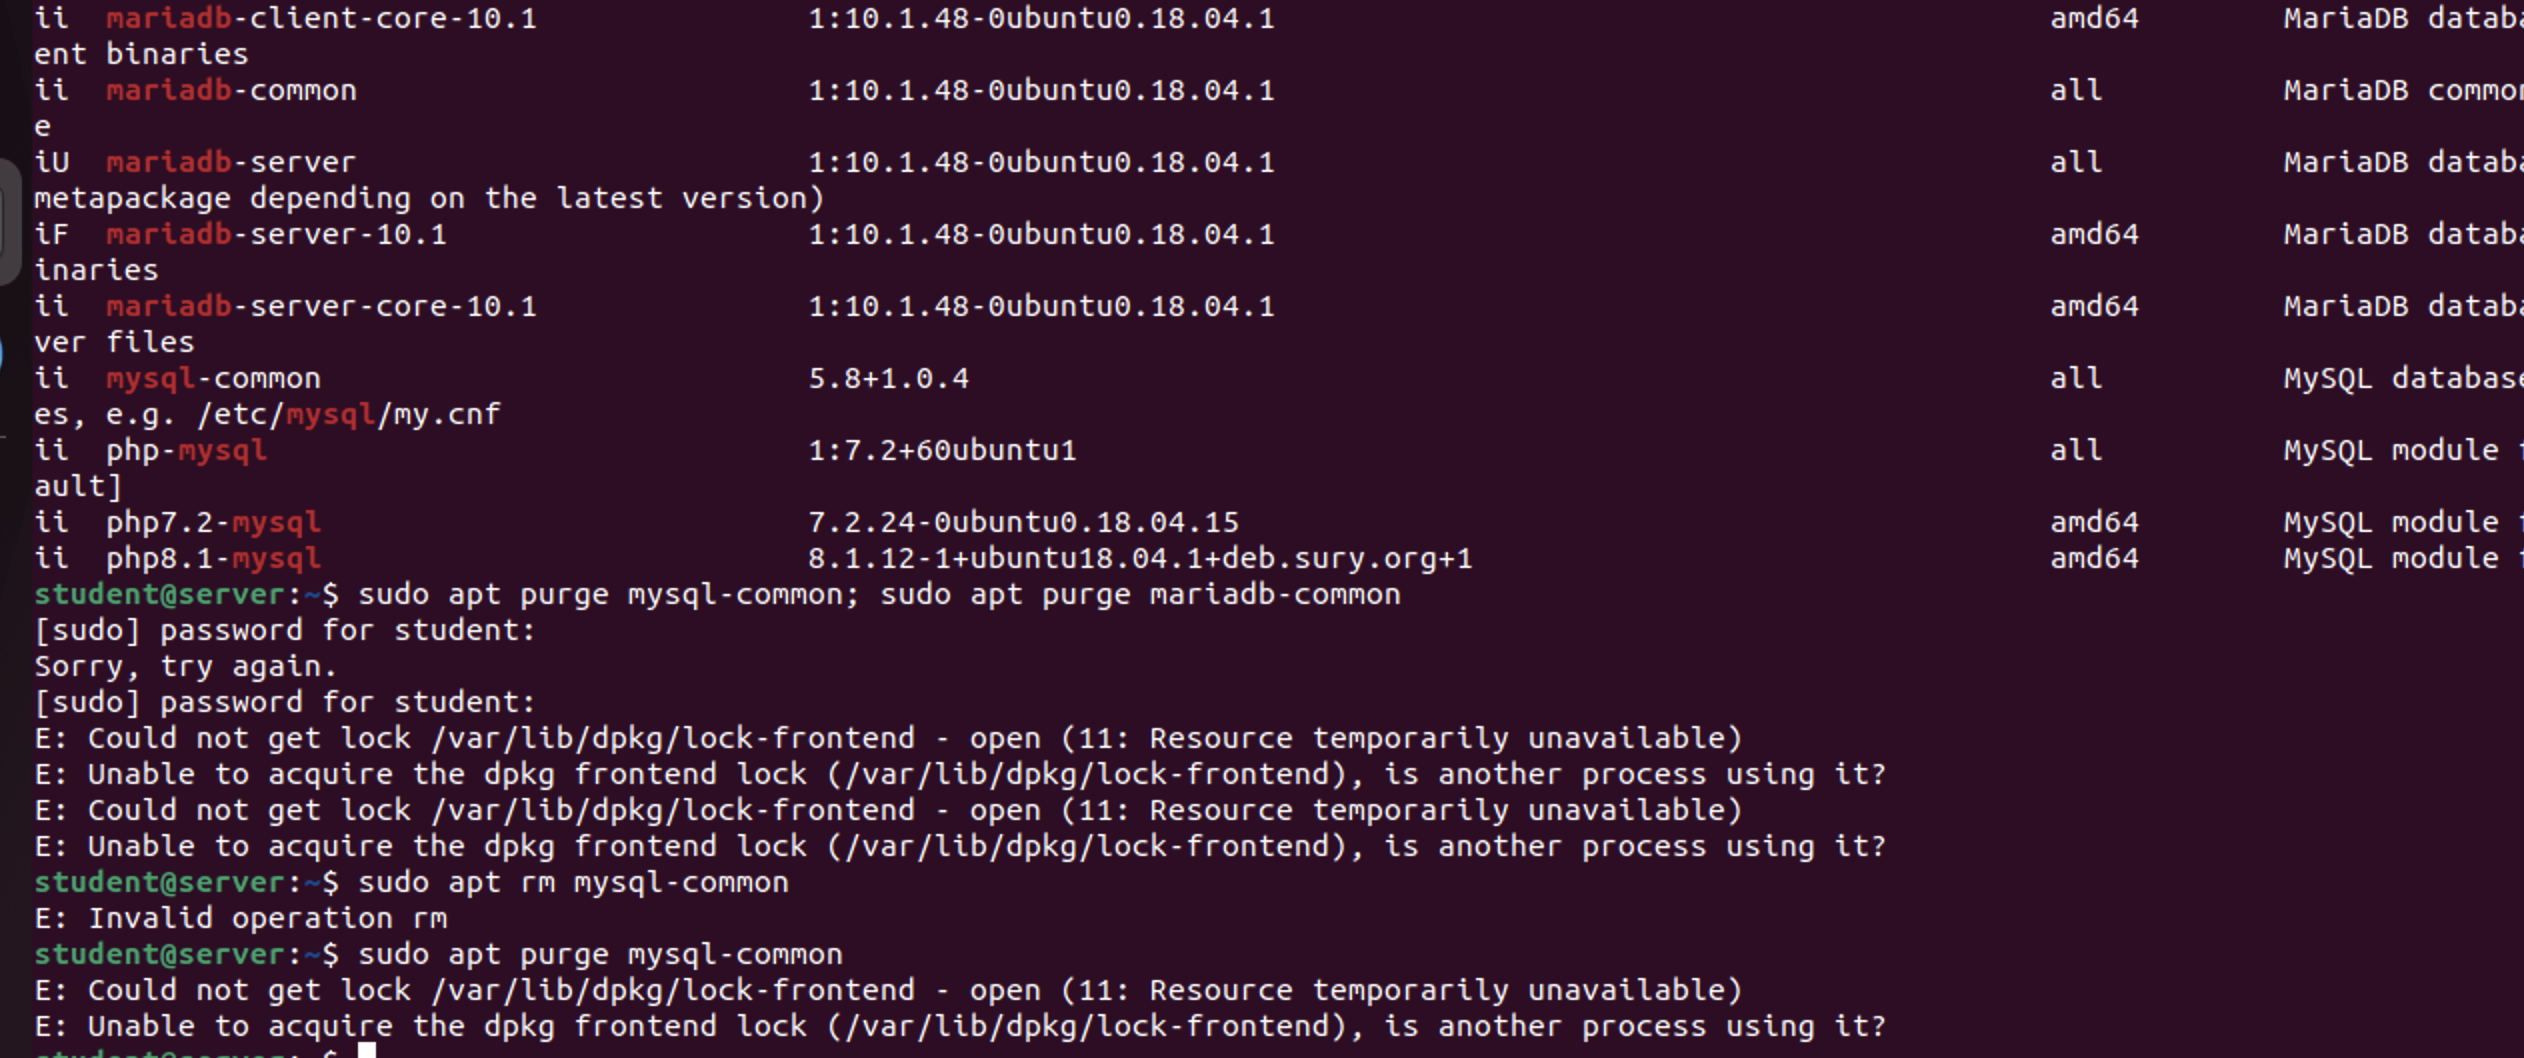 ii  mariadb-client-core-10.1               1:10.1.48-0ubuntu0.18.04.1                                           amd64        MariaDB
ent binaries
ii  mariadb-common                         1:10.1.48-0ubuntu0.18.04.1                                           all          MariaDB
e
iU  mariadb-server                         1:10.1.48-0ubuntu0.18.04.1                                           all          MariaDB
metapackage depending on the latest version)
iF  mariadb-server-10.1                    1:10.1.48-0ubuntu0.18.04.1                                           amd64        MariaDB
inaries
ii  mariadb-server-core-10.1               1:10.1.48-0ubuntu0.18.04.1                                           amd64        MariaDB
ver files
ii  mysql-common                           5.8+1.0.4                                                            all          MySQL database
es, e.g. /etc/mysql/my.cnf
ii  php-mysql                              1:7.2+60ubuntu1                                                      all          MySQL module
ault]
ii  php7.2-mysql                           7.2.24-0ubuntu0.18.04.15                                             amd64        MySQL module
ii  php8.1-mysql                           8.1.12-1+ubuntu18.04.1+deb.sury.org+1                                amd64        MySQL module
student@server:~$ sudo apt purge mysql-common; sudo apt purge mariadb-common
[sudo] password for student:
Sorry, try again.
[sudo] password for student:
E: Could not get lock /var/lib/dpkg/lock-frontend - open (11: Resource temporarily unavailable)
E: Unable to acquire the dpkg frontend lock (/var/lib/dpkg/lock-frontend), is another process using it?
E: Could not get lock /var/lib/dpkg/lock-frontend - open (11: Resource temporarily unavailable)
E: Unable to acquire the dpkg frontend lock (/var/lib/dpkg/lock-frontend), is another process using it?
student@server:~$ sudo apt rm mysql-common
E: Invalid operation rm
student@server:~$ sudo apt purge mysql-common
E: Could not get lock /var/lib/dpkg/lock-frontend - open (11: Resource temporarily unavailable)
E: Unable to acquire the dpkg frontend lock (/var/lib/dpkg/lock-frontend), is another process using it?